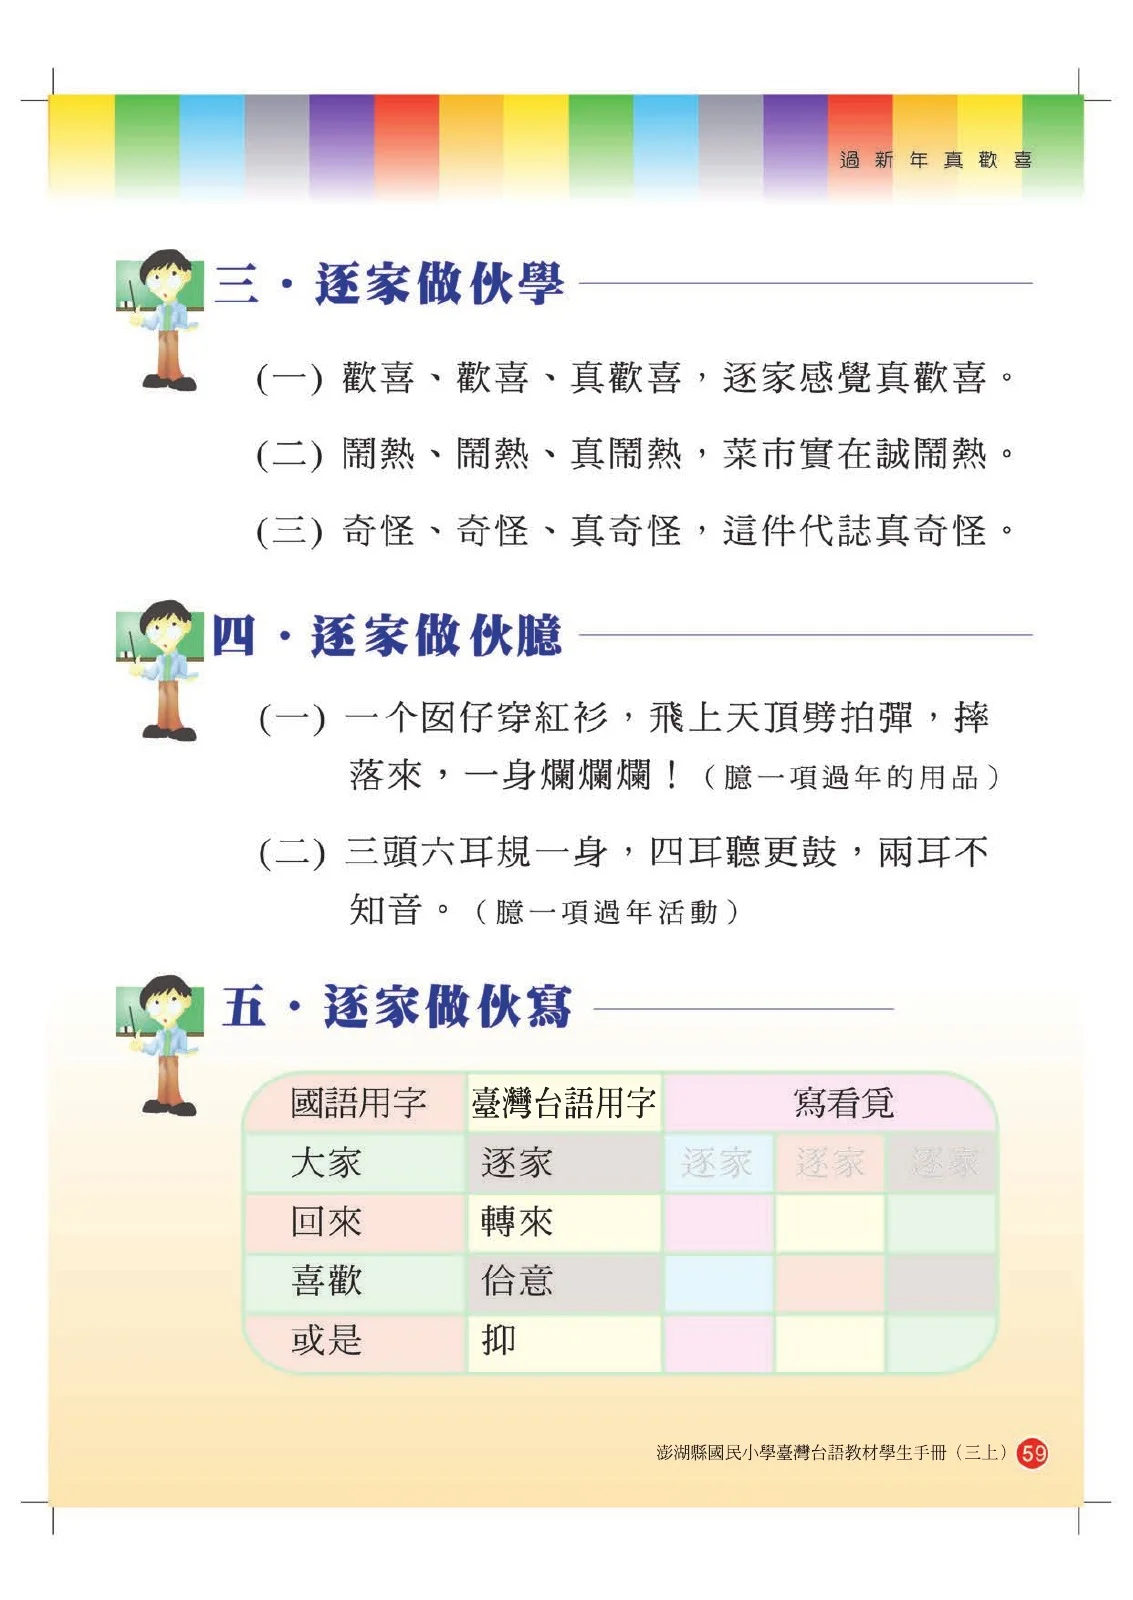 過新年真歡喜
三・逐家做伙學
(一) 歡喜、歡喜、真歡喜，逐家感覺真歡喜。
(二) 鬧熱、鬧熱、真鬧熱，菜市實在誠鬧熱。
(三) 奇怪、奇怪、真奇怪，這件代誌真奇怪。
四・逐家做伙臆
(一) 一个囡仔穿紅衫，飛上天頂劈拍彈，摔
落來，一身爛爛爛！（臆一項過年的用品）
(二) 三頭六耳規一身，四耳聽更鼓，兩耳不
知音。（臆一項過年活動）
五・逐家做伙寫
國語用字 臺灣台語用字 寫看覓
大家 逐家 逐家 逐家 逐家
回來 轉來
喜歡 佮意
或是 抑
澎湖縣國民小學臺灣台語教材學生手冊（三上） 59